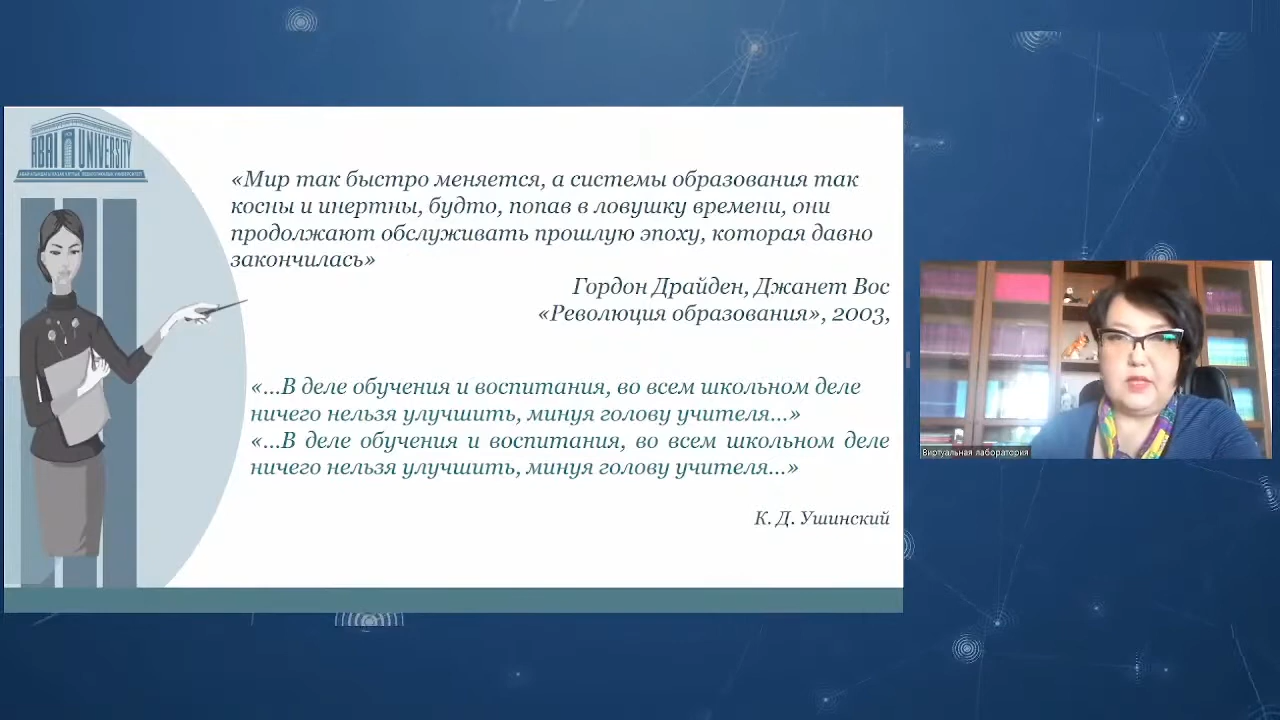 ABAI UNIVERSITY
«Мир так быстро меняется, а системы образования так
косны и инертны, будто, попав в ловушку времени, они
продолжают обслуживать прошлую эпоху, которая давно
закончилась»
Гордон Драйден, Джанет Вос
«Революция образования», 2003,
«...В деле обучения и воспитания, во всем школьном деле
ничего нельзя улучшить, минуя голову учителя...»
«...В деле обучения и воспитания, во всем школьном деле
ничего нельзя улучшить, минуя голову учителя...»
К. Д. Ушинский
Виртуальная лаборатория